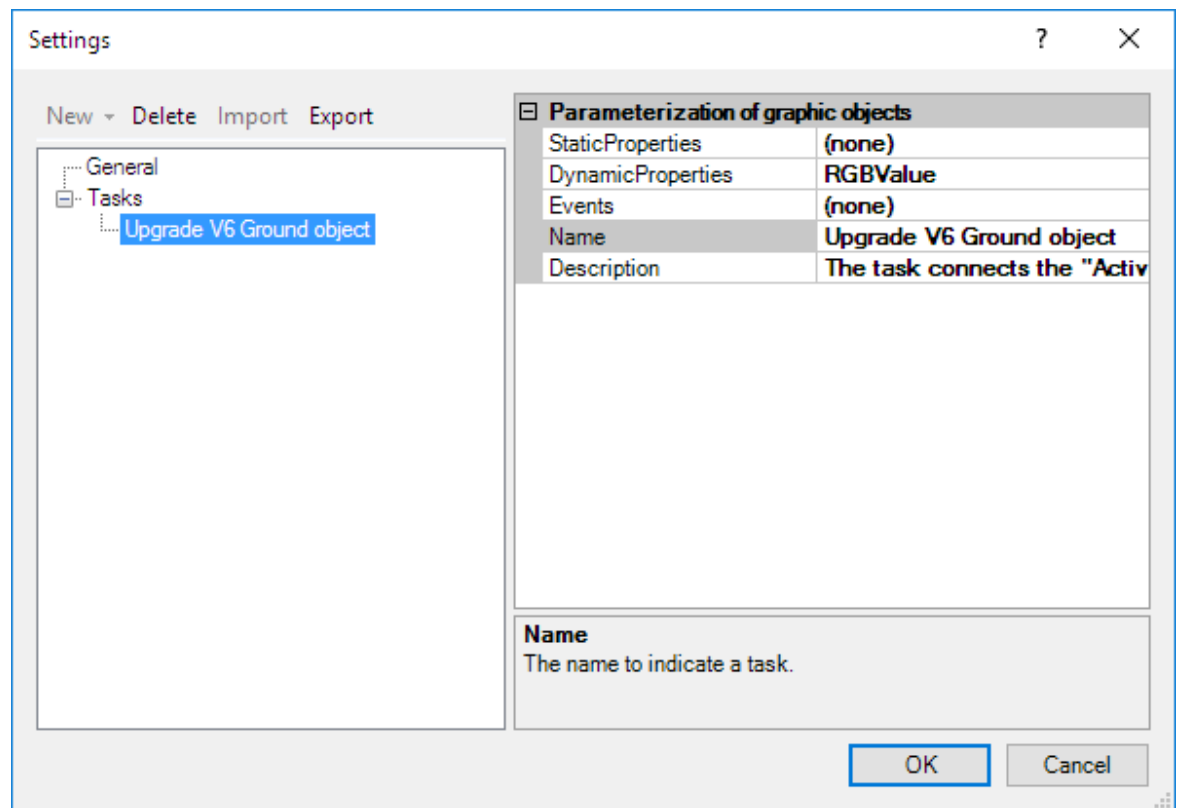 Settings ?
New Delete Import Export
General
Tasks
Upgrade V6 Ground object
Parameterization of graphic objects
StaticProperties (none)
DynamicProperties RGBValue
Events (none)
Name Upgrade V6 Ground object
Description The task connects the "Activ
Name
The name to indicate a task.
OK Cancel